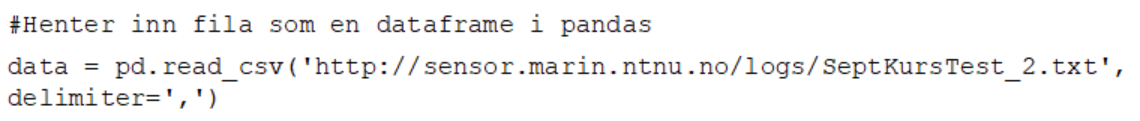 #Henter inn fila som en dataframe i pandas
data = pd.read_csv('http://sensor.marin.ntnu.no/logs/SeptKursTest_2.txt',
delimiter=',')